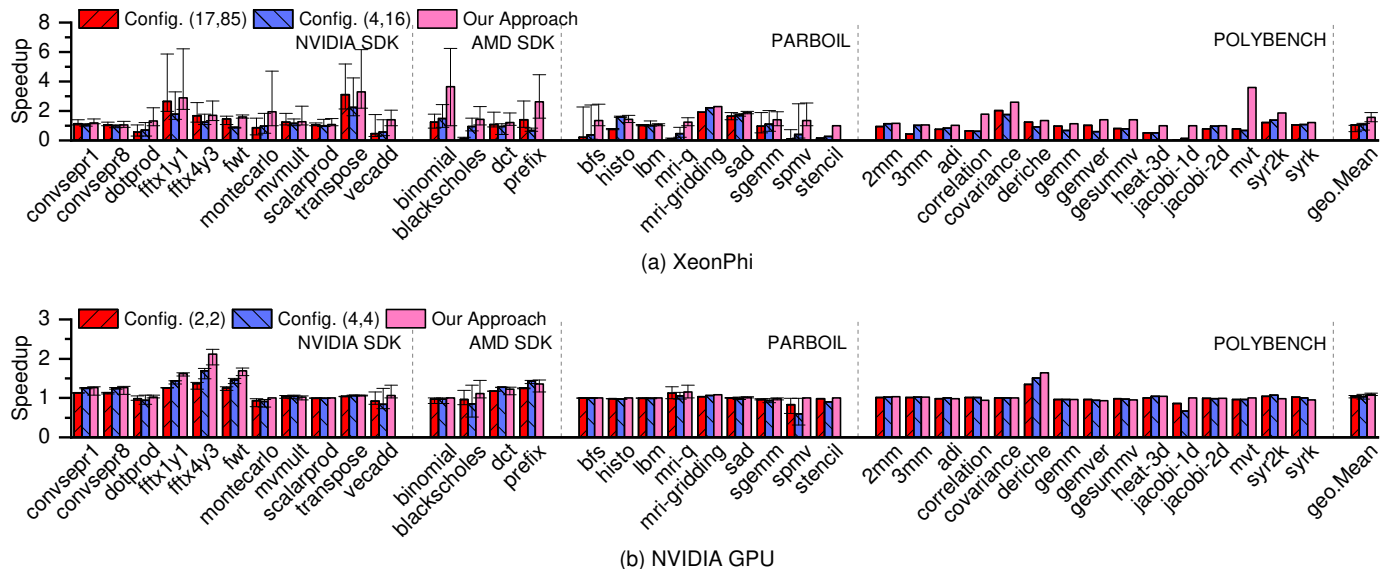 8
6
4
2
0
Speedup
Config. (17,85) Config. (4,16) Our Approach
NVIDIA SDK AMD SDK PARBOIL POLYBENCH
convsepr1 convsepr8 dotprod fftx1y1 fftx4y3 fwt montecarlo mvmult scalarprod transpose vecadd binomial blackscholes dct prefix bfs histo lbm mri-q mri-gridding sad sgemm spmv stencil 2mm 3mm adi correlation covariance deriche gemm gemver gesummv heat-3d jacobi-1d jacobi-2d mvt syr2k syrk geo.Mean
(a) XeonPhi
3
2
1
0
Speedup
Config. (2,2) Config. (4,4) Our Approach
NVIDIA SDK AMD SDK PARBOIL POLYBENCH
convsepr1 convsepr8 dotprod fftx1y1 fftx4y3 fwt montecarlo mvmult scalarprod transpose vecadd binomial blackscholes dct prefix bfs histo lbm mri-q mri-gridding sad sgemm spmv stencil 2mm 3mm adi correlation covariance deriche gemm gemver gesummv heat-3d jacobi-1d jacobi-2d mvt syr2k syrk geo.Mean
(b) NVIDIA GPU